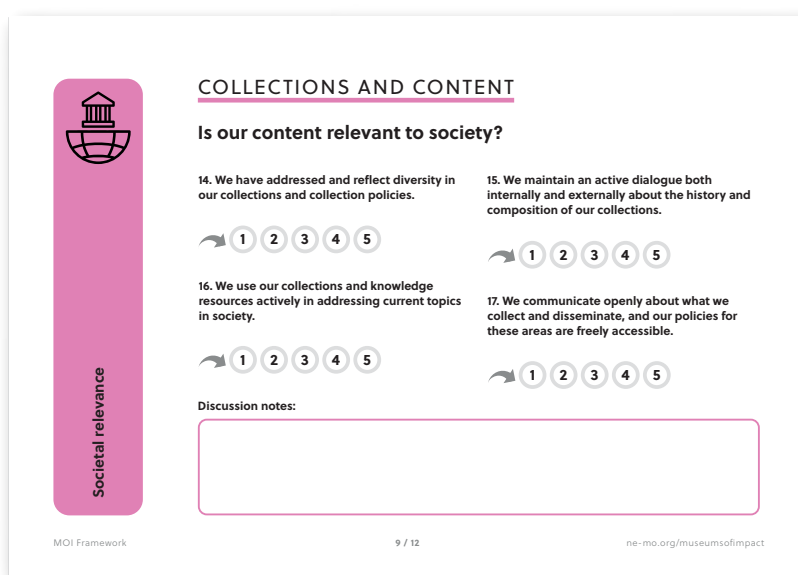 COLLECTIONS AND CONTENT
Is our content relevant to society?
14. We have addressed and reflect diversity in
our collections and collection policies.
1 2 3 4 5
15. We maintain an active dialogue both
internally and externally about the history and
composition of our collections.
1 2 3 4 5
16. We use our collections and knowledge
resources actively in addressing current topics
in society.
1 2 3 4 5
17. We communicate openly about what we
collect and disseminate, and our policies for
these areas are freely accessible.
1 2 3 4 5
Discussion notes:
Societal relevance
MOI Framework
9 / 12
ne-mo.org/museumsofimpact